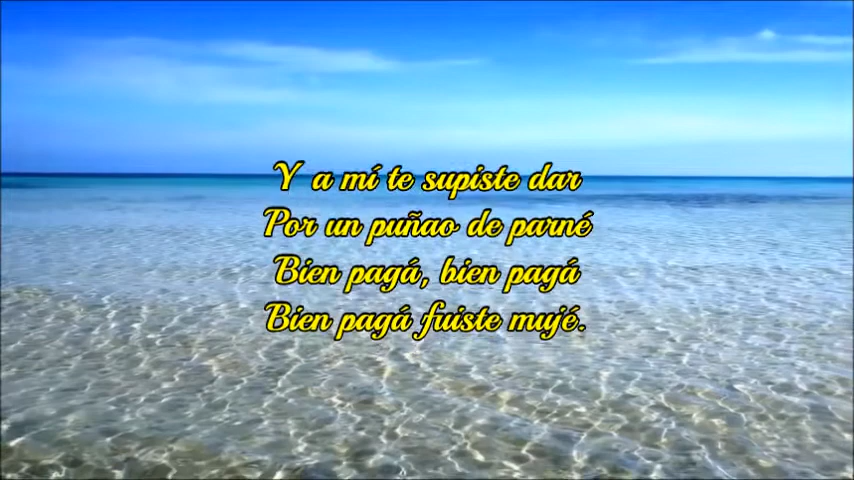 Y a mí te supiste dar
Por un puñao de parné
Bien pagá, bien pagá
Bien pagá fuiste mujé.